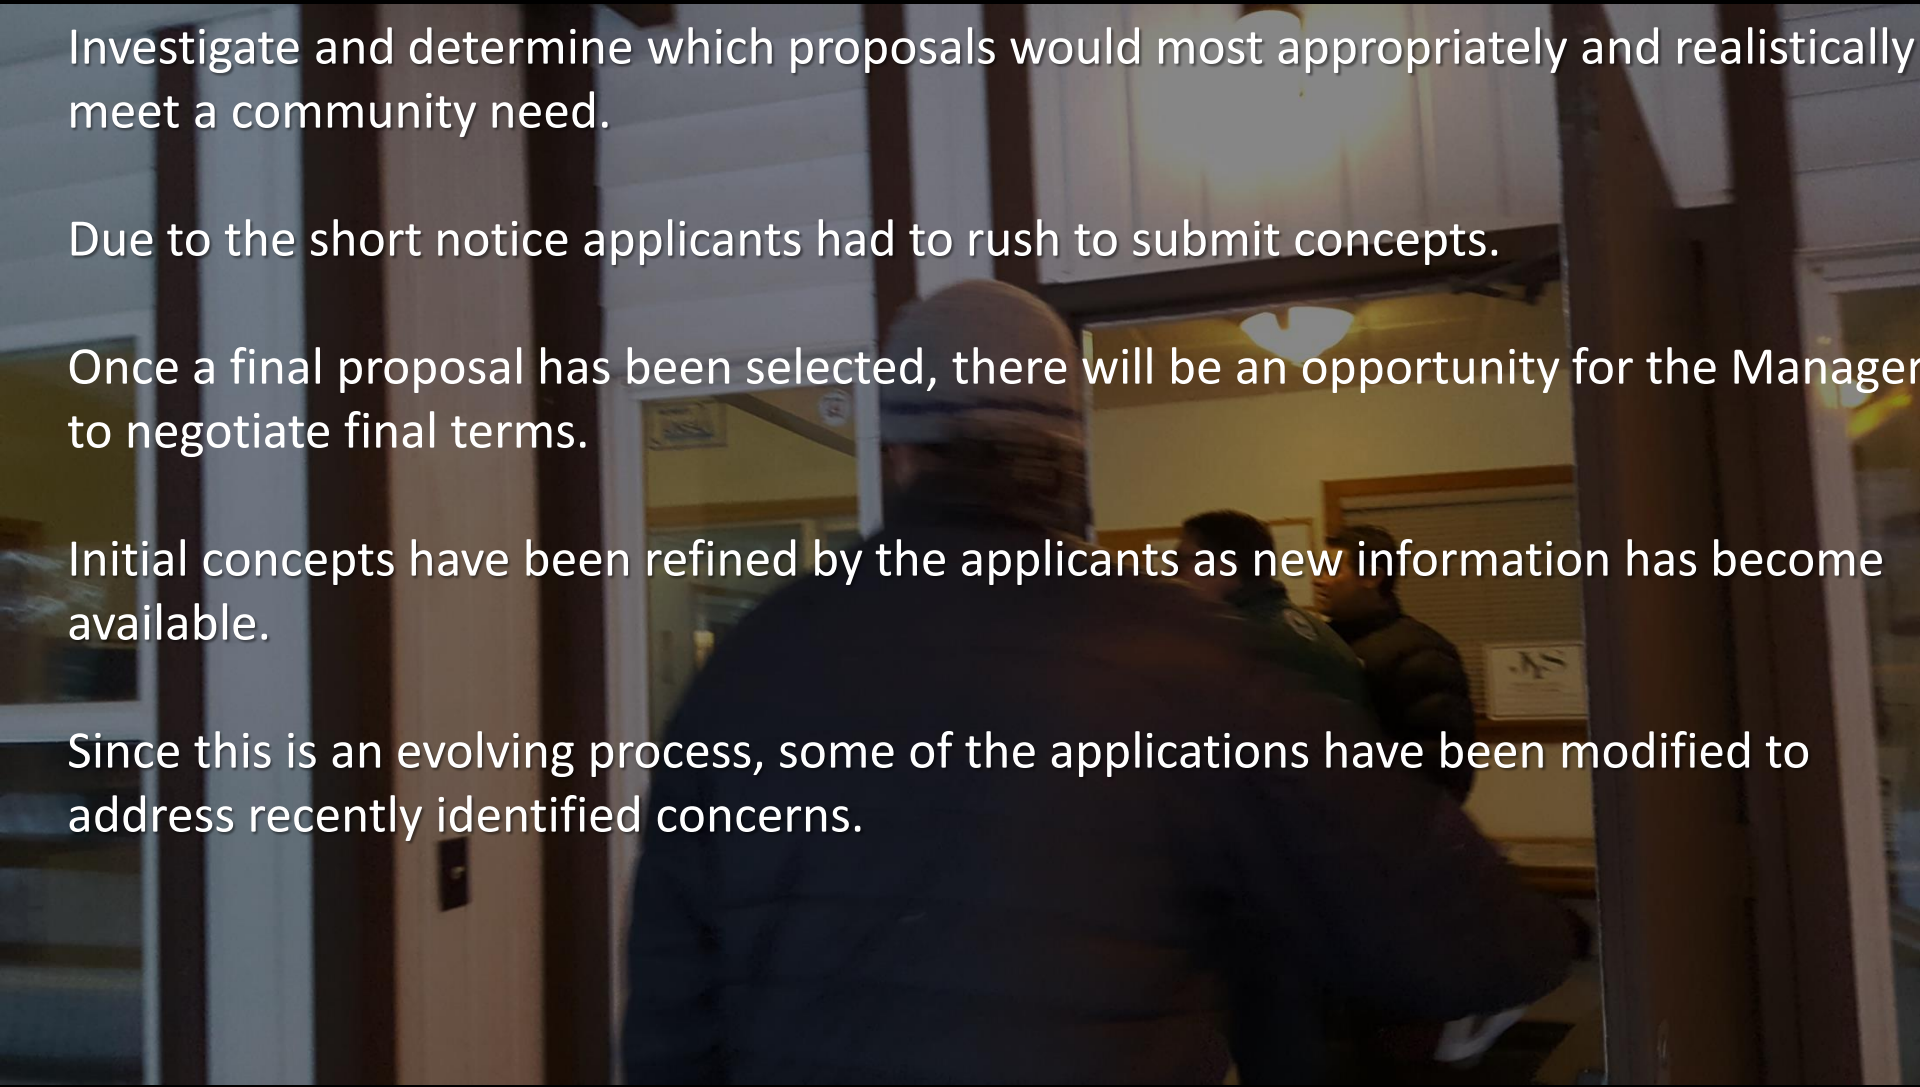 Investigate and determine which proposals would most appropriately and realistically
meet a community need.
Due to the short notice applicants had to rush to submit concepts.
Once a final proposal has been selected, there will be an opportunity for the Manager
to negotiate final terms.
Initial concepts have been refined by the applicants as new information has become
available.
Since this is an evolving process, some of the applications have been modified to
address recently identified concerns.